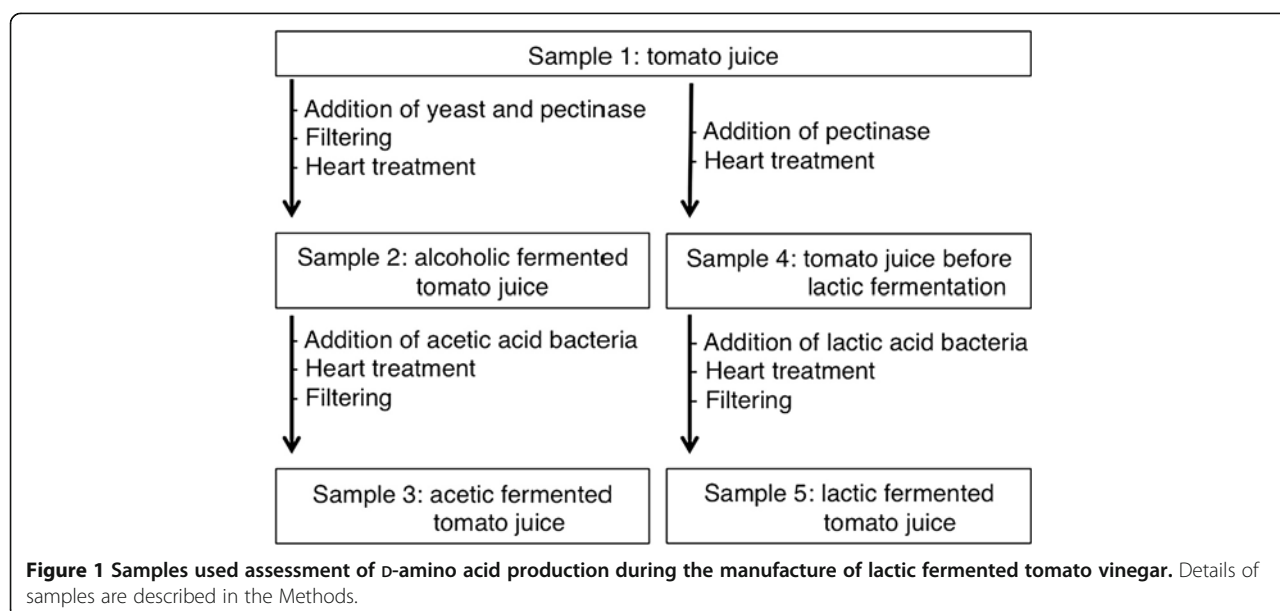 Sample 1: tomato juice
- Addition of yeast and pectinase
- Filtering
- Heart treatment
- Addition of pectinase
- Heart treatment
Sample 2: alcoholic fermented
tomato juice
Sample 4: tomato juice before
lactic fermentation
- Addition of acetic acid bacteria
- Heart treatment
- Filtering
- Addition of lactic acid bacteria
- Heart treatment
- Filtering
Sample 3: acetic fermented
tomato juice
Sample 5: lactic fermented
tomato juice
Figure 1 Samples used assessment of D-amino acid production during the manufacture of lactic fermented tomato vinegar. Details of
samples are described in the Methods.